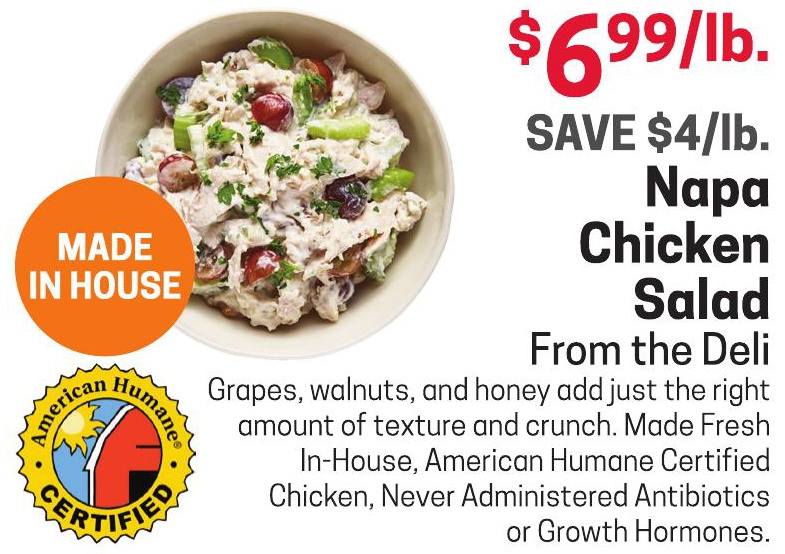 $6.99/lb.
SAVE $4/lb.
Napa
Chicken
Salad
From the Deli
MADE
IN HOUSE
Grapes, walnuts, and honey add just the right
amount of texture and crunch. Made Fresh
In-House, American Humane Certified
Chicken, Never Administered Antibiotics
or Growth Hormones.
American Humane®
CERTIFIED